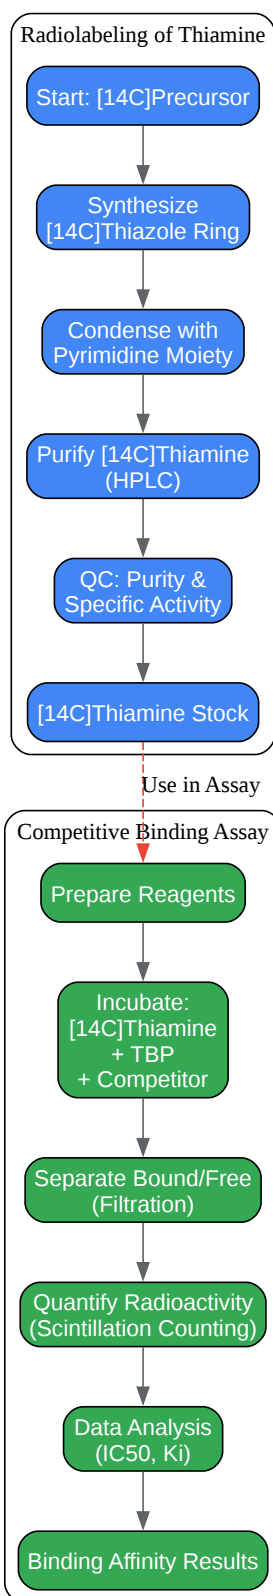 Radiolabeling of Thiamine
Start: [14C]Precursor
Synthesize
[14C]Thiazole Ring
Condense with
Pyrimidine Moiety
Purify [14C]Thiamine
(HPLC)
QC: Purity &
Specific Activity
[14C]Thiamine Stock
Use in Assay
Competitive Binding Assay
Prepare Reagents
Incubate:
[14C]Thiamine
+ TBP
+ Competitor
Separate Bound/Free
(Filtration)
Quantify Radioactivity
(Scintillation Counting)
Data Analysis
(IC50, Ki)
Binding Affinity Results